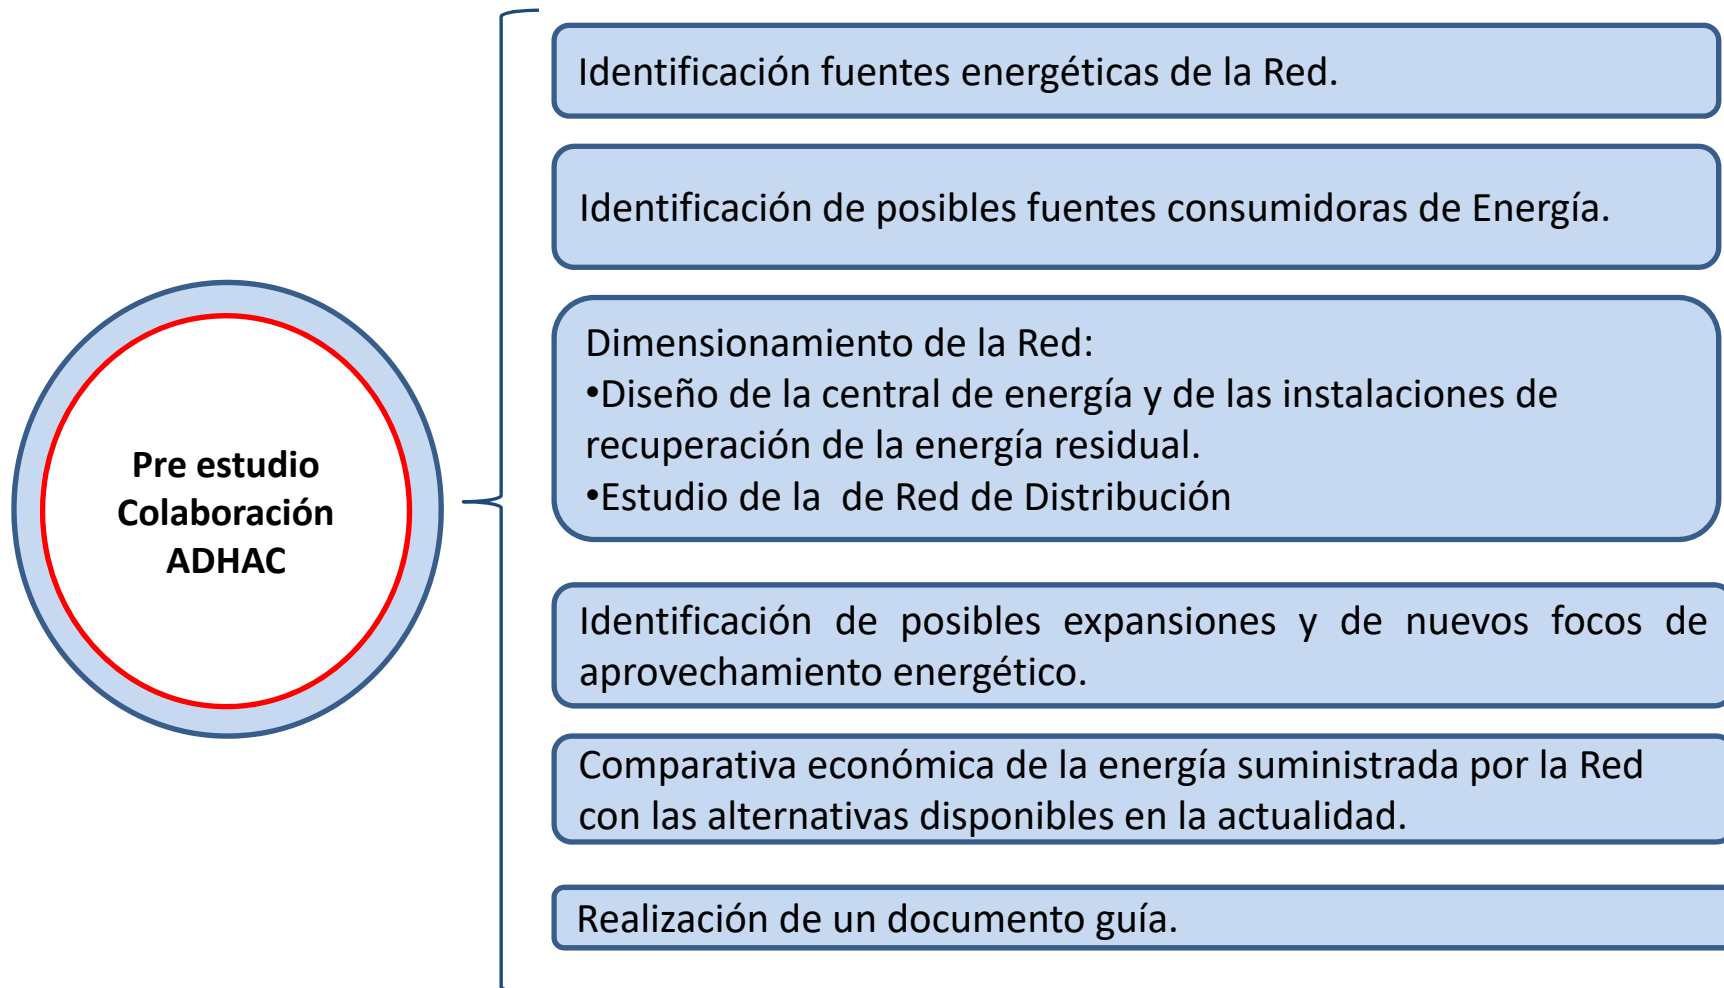 Identificación fuentes energéticas de la Red.
Identificación de posibles fuentes consumidoras de Energía.
Dimensionamiento de la Red:
•Diseño de la central de energía y de las instalaciones de
recuperación de la energía residual.
•Estudio de la  de Red de Distribución
Pre estudio
Colaboración
ADHAC
Identificación de posibles expansiones y de nuevos focos de
aprovechamiento energético.
Comparativa económica de la energía suministrada por la Red
con las alternativas disponibles en la actualidad.
Realización de un documento guía.